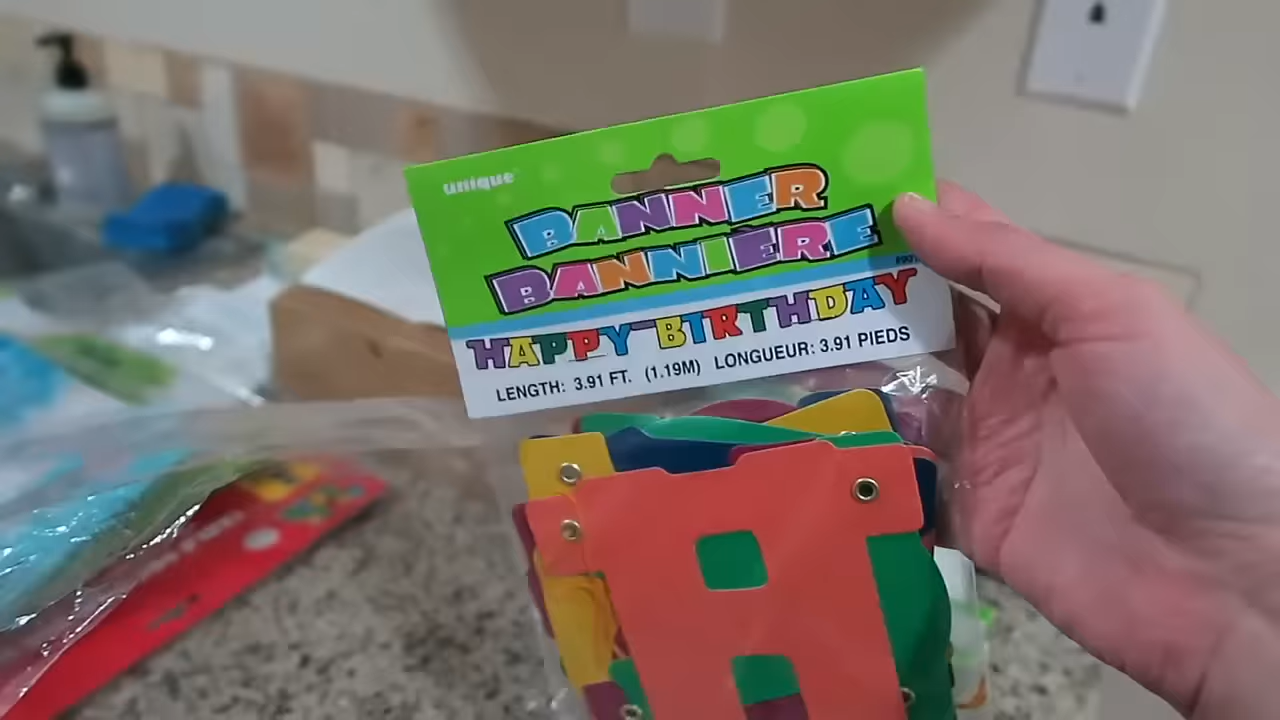 unique
BANNER
BANNIÈRE
HAPPY BIRTHDAY
LENGTH: 3.91 FT. (1.19M) LONGUEUR: 3.91 PIEDS